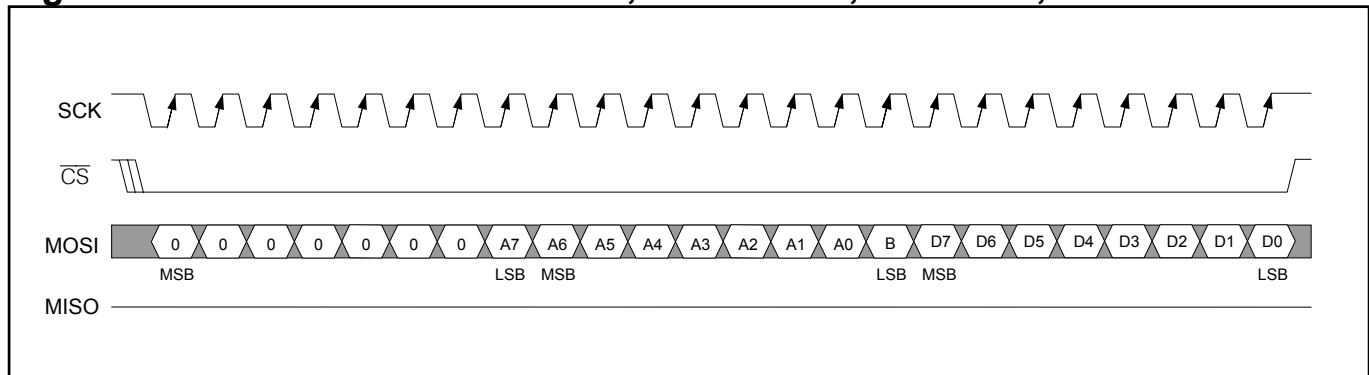 SCK
CS
MOSI 0 0 0 0 0 0 0 A7 A6 A5 A4 A3 A2 A1 A0 B D7 D6 D5 D4 D3 D2 D1 D0
MSB LSB MSB LSB MSB LSB
MISO